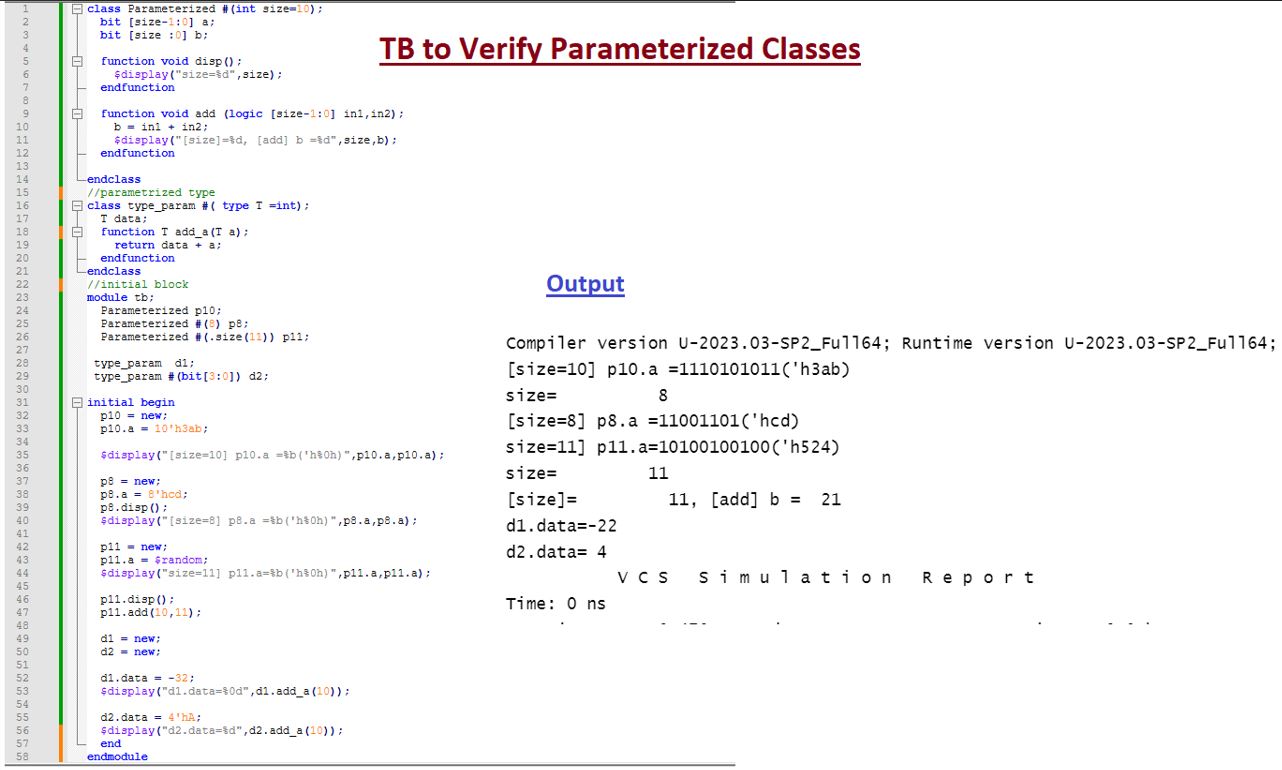 1 class Parameterized #(int size=10);
2 bit [size-1:0] a;
3 bit [size :0] b;
4
TB to Verify Parameterized Classes
5 function void disp();
6 $display("size=%d",size);
7 endfunction
8
9 function void add (logic [size-1:0] in1,in2);
10 b = in1 + in2;
11 $display("[size]=%d, [add] b =%d",size,b);
12 endfunction
13
14 endclass
15 //parametrized type
16 class type_param #( type T =int);
17 T data;
18 function T add_a(T a);
19 return data + a;
20 endfunction
21 endclass
22 //initial block
23 module tb;
24 Parameterized p10;
25 Parameterized #(8) p8;
26 Parameterized #(.size(11)) p11;
27
28 type_param d1;
29 type_param #(bit[3:0]) d2;
30
31 initial begin
32 p10 = new;
33 p10.a = 10'h3ab;
34
35 $display("[size=10] p10.a =%b('h%0h)",p10.a,p10.a);
36
37 p8 = new;
38 p8.a = 8'hcd;
39 p8.disp();
40 $display("[size=8] p8.a =%b('h%0h)",p8.a,p8.a);
41
42 p11 = new;
43 p11.a = $random;
44 $display("size=11] p11.a=%b('h%0h)",p11.a,p11.a);
45
46 p11.disp();
47 p11.add(10,11);
48
49 d1 = new;
50 d2 = new;
51
52 d1.data = -32;
53 $display("d1.data=%0d",d1.add_a(10));
54
55 d2.data = 4'hA;
56 $display("d2.data=%d",d2.add_a(10));
57 end
58 endmodule
Output
Compiler version U-2023.03-SP2_Full64; Runtime version U-2023.03-SP2_Full64;
[size=10] p10.a =1110101011('h3ab)
size= 8
[size=8] p8.a =11001101('hcd)
size=11] p11.a=10100100100('h524)
size= 11
[size]= 11, [add] b = 21
d1.data=-22
d2.data= 4
V C S S i m u l a t i o n R e p o r t
Time: 0 ns